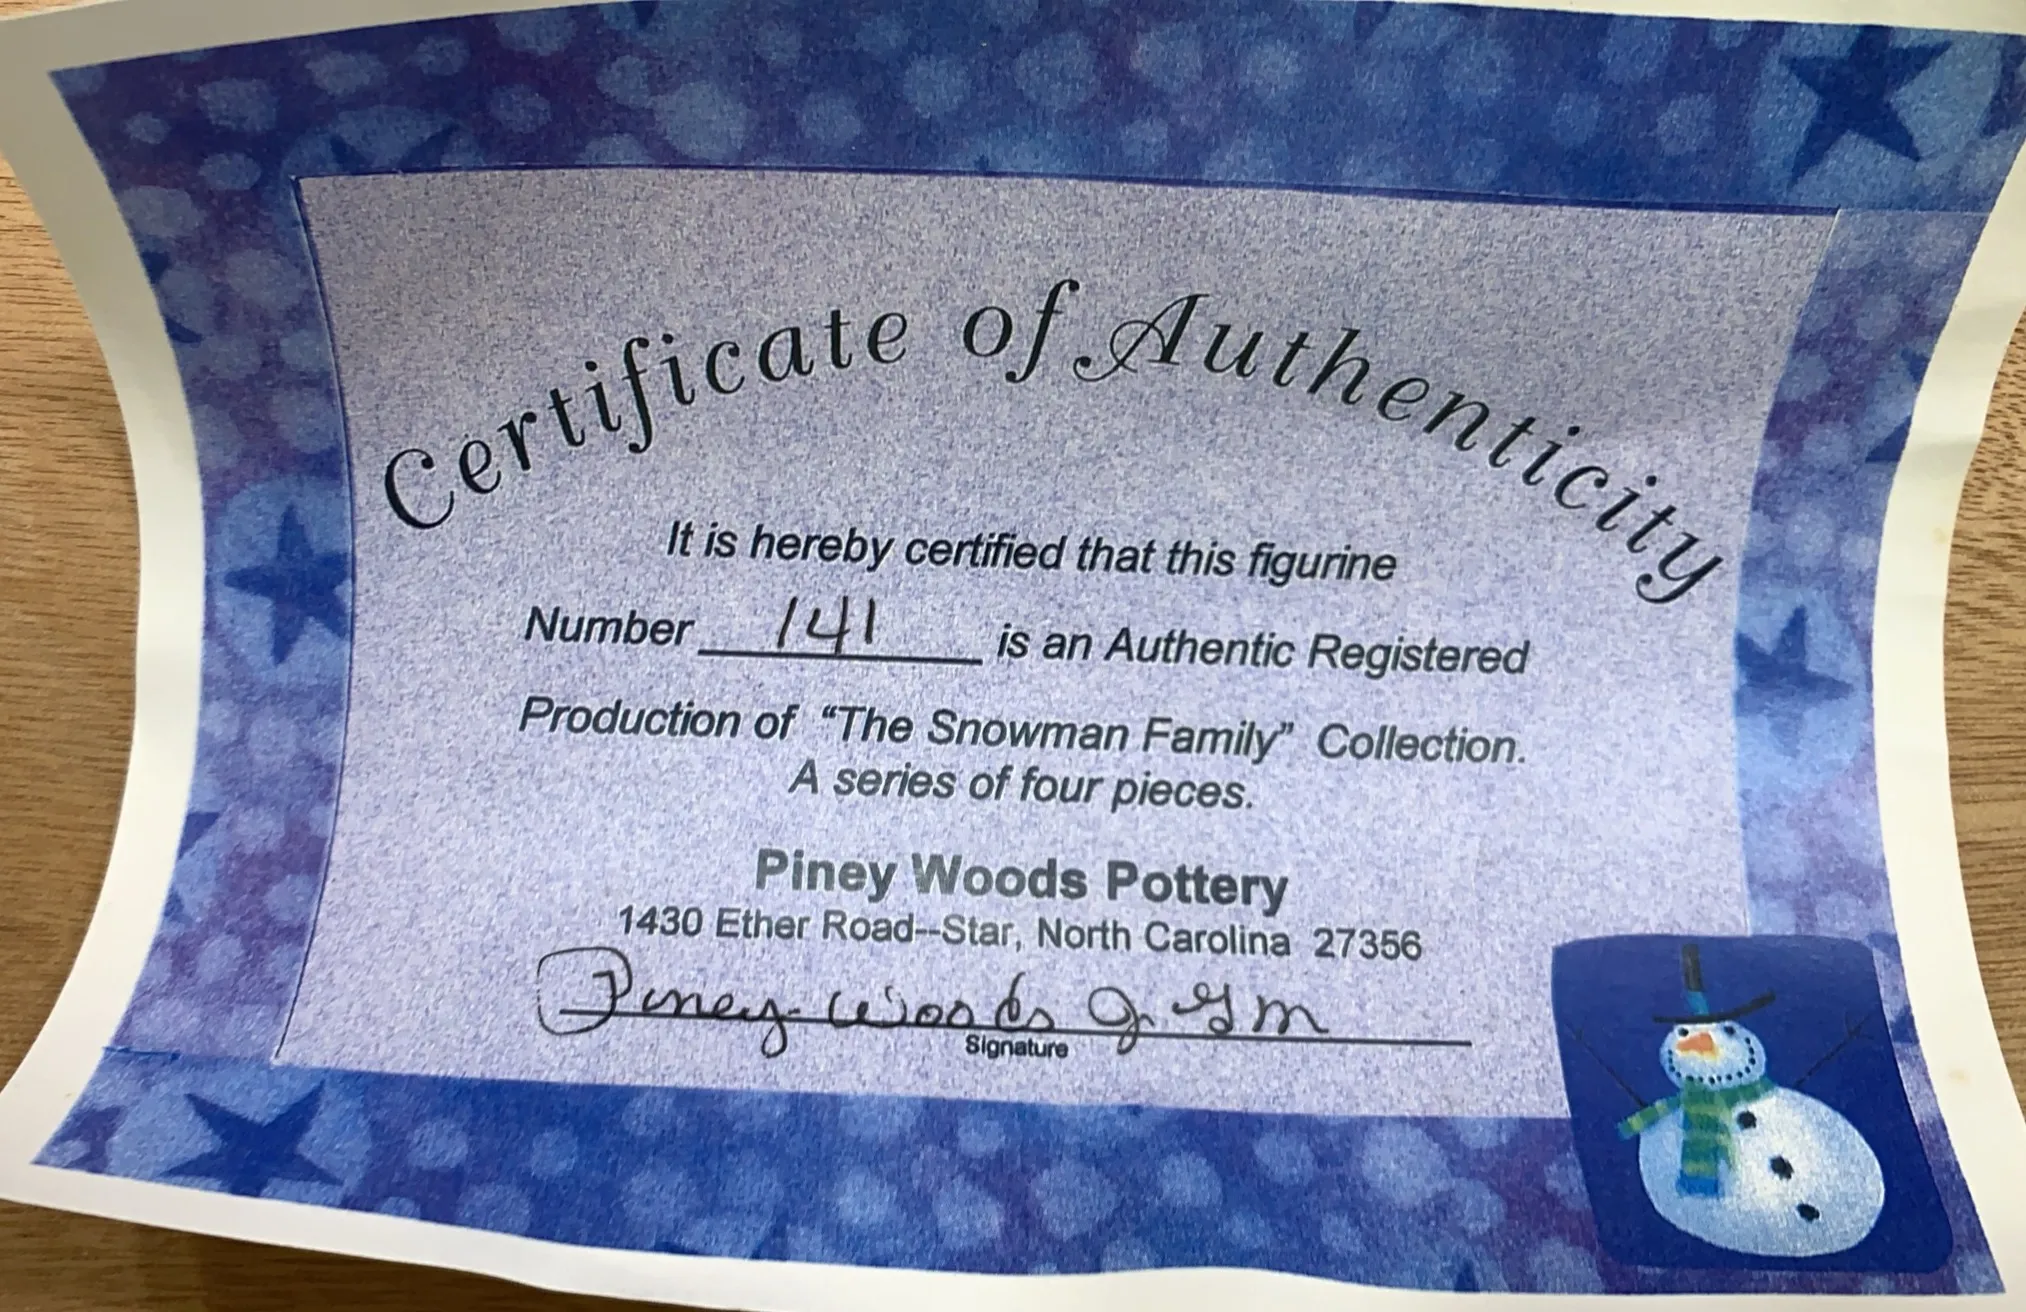 Certificate of Authenticity
It is hereby certified that this figurine
Number 141 is an Authentic Registered
Production of "The Snowman Family" Collection.
A series of four pieces.
Piney Woods Pottery
1430 Ether Road--Star, North Carolina 27356
Piney Woods
Signature